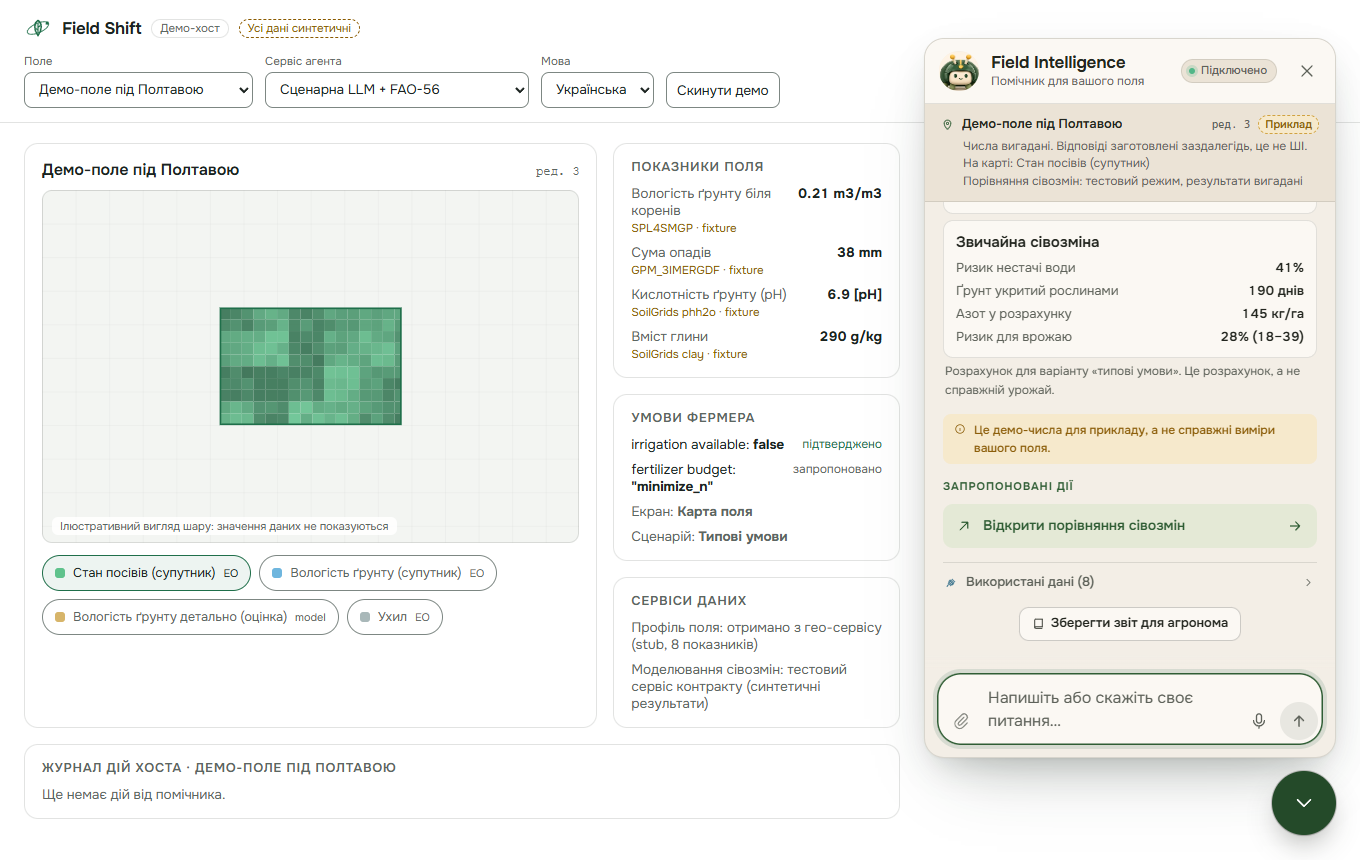 Field Shift
Демо-хост
Усі дані синтетичні
Поле
Сервіс агента
Мова
Демо-поле під Полтавою
Сценарна LLM + FAO-56
Українська
Скинути демо
Демо-поле під Полтавою
ред. 3
Ілюстративний вигляд шару: значення даних не показуються
Стан посівів (супутник) EO
Вологість ґрунту (супутник) EO
Вологість ґрунту детально (оцінка) model
Ухил EO
ПОКАЗНИКИ ПОЛЯ
Вологість ґрунту біля
коренів
0.21 m3/m3
SPL4SMGP · fixture
Сума опадів
38 mm
GPM_3IMERGDF · fixture
Кислотність ґрунту (pH)
6.9 [pH]
SoilGrids phh2o · fixture
Вміст глини
290 g/kg
SoilGrids clay · fixture
УМОВИ ФЕРМЕРА
irrigation available: false
підтверджено
fertilizer budget:
"minimize_n"
запропоновано
Екран: Карта поля
Сценарій: Типові умови
СЕРВІСИ ДАНИХ
Профіль поля: отримано з гео-сервісу
(stub, 8 показників)
Моделювання сівозмін: тестовий
сервіс контракту (синтетичні
результати)
ЖУРНАЛ ДІЙ ХОСТА · ДЕМО-ПОЛЕ ПІД ПОЛТАВОЮ
Ще немає дій від помічника.
Field Intelligence
Помічник для вашого поля
Підключено
Демо-поле під Полтавою
ред. 3
Приклад
Числа вигадані. Відповіді заготовлені заздалегідь, це не ШІ.
На карті: Стан посівів (супутник)
Порівняння сівозмін: тестовий режим, результати вигадані
Звичайна сівозміна
Ризик нестачі води
41%
Ґрунт укритий рослинами
190 днів
Азот у розрахунку
145 кг/га
Ризик для врожаю
28% (18–39)
Розрахунок для варіанту «типові умови». Це розрахунок, а не
справжній урожай.
Це демо-числа для прикладу, а не справжні виміри
вашого поля.
ЗАПРОПОНОВАНІ ДІЇ
Відкрити порівняння сівозмін
Використані дані (8)
Зберегти звіт для агронома
Напишіть або скажіть своє
питання…